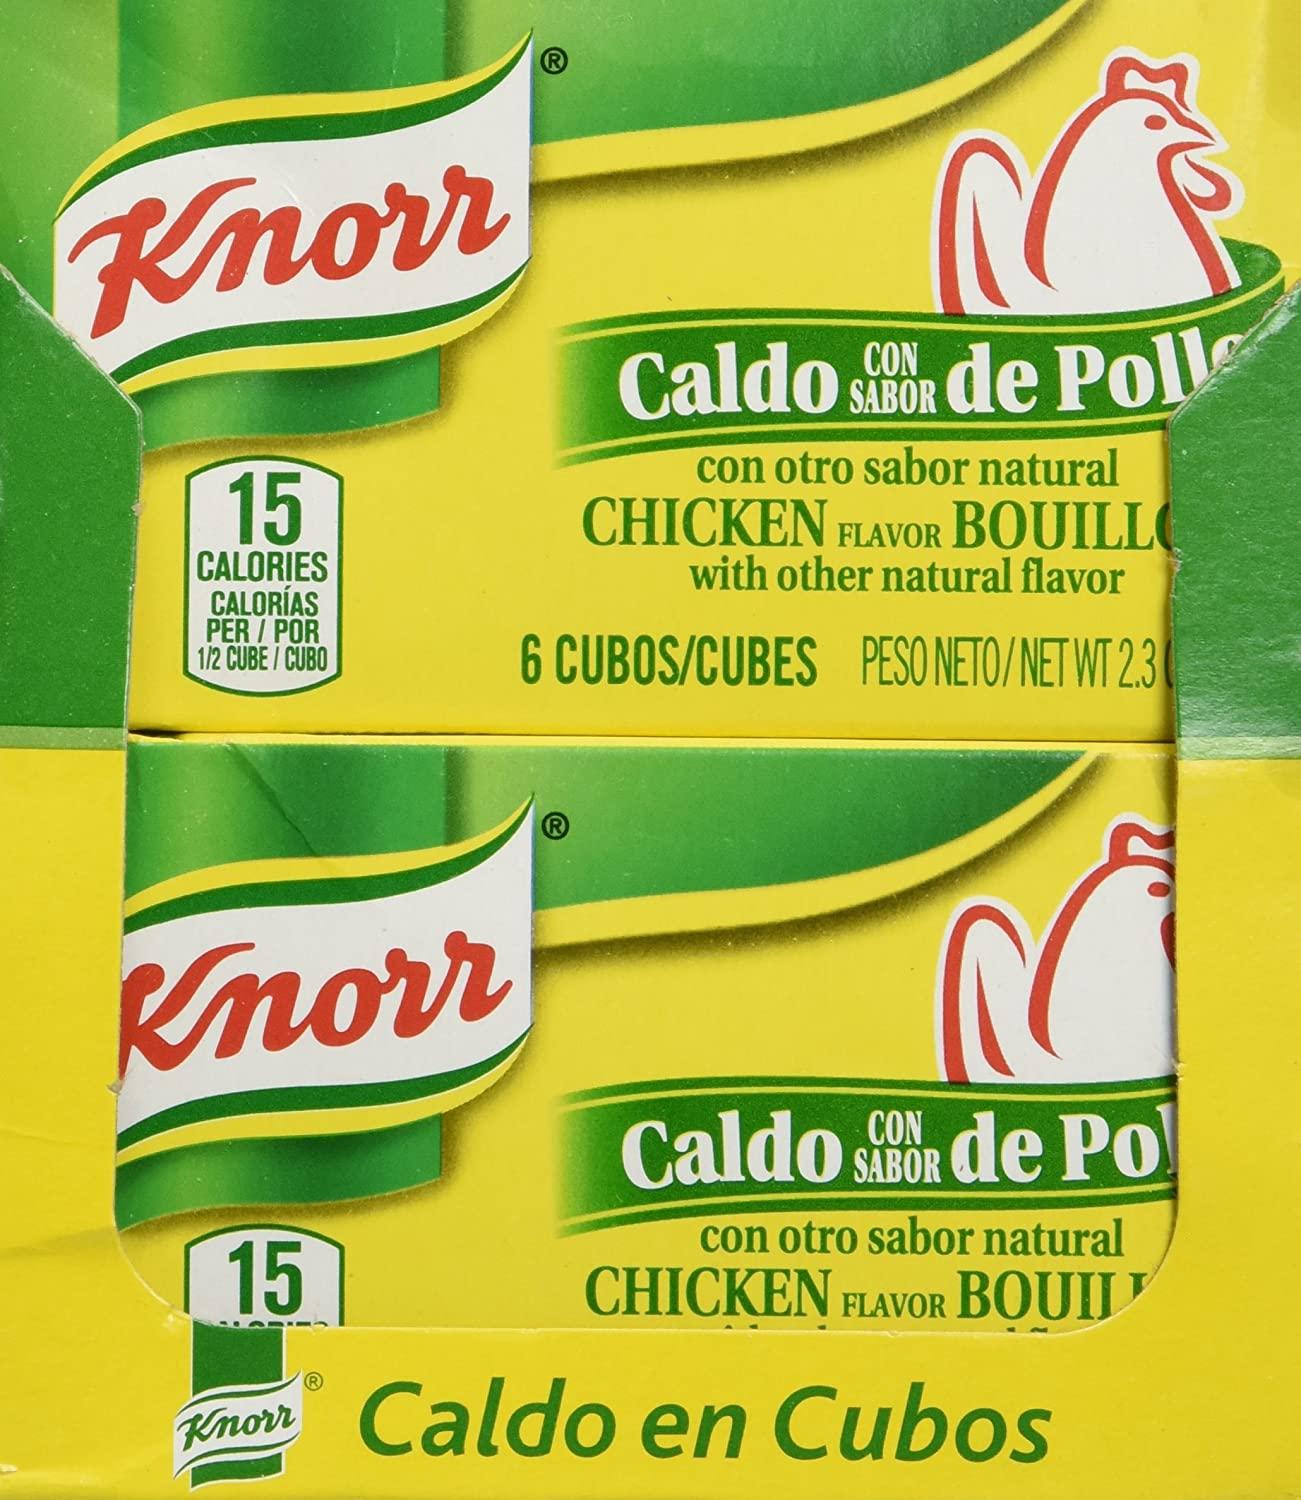 Knorr®
Caldo CON SABOR de Pollo
con otro sabor natural
CHICKEN FLAVOR BOUILLO
with other natural flavor
15
CALORIES
CALORÍAS
PER / POR
1/2 CUBE / CUBO
6 CUBOS/CUBES PESO NETO/NET WT 2.3
Knorr®
Caldo CON SABOR de Pol
con otro sabor natural
CHICKEN FLAVOR BOUILL
15
Knorr®
Caldo en Cubos